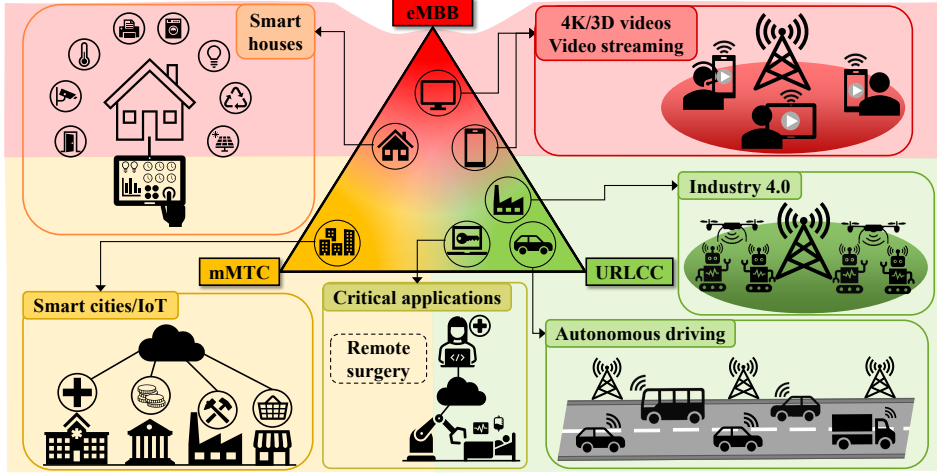 eMBB
Smart
houses
4K/3D videos
Video streaming
Industry 4.0
mMTC
URLCC
Smart cities/IoT
Critical applications
Remote
surgery
Autonomous driving